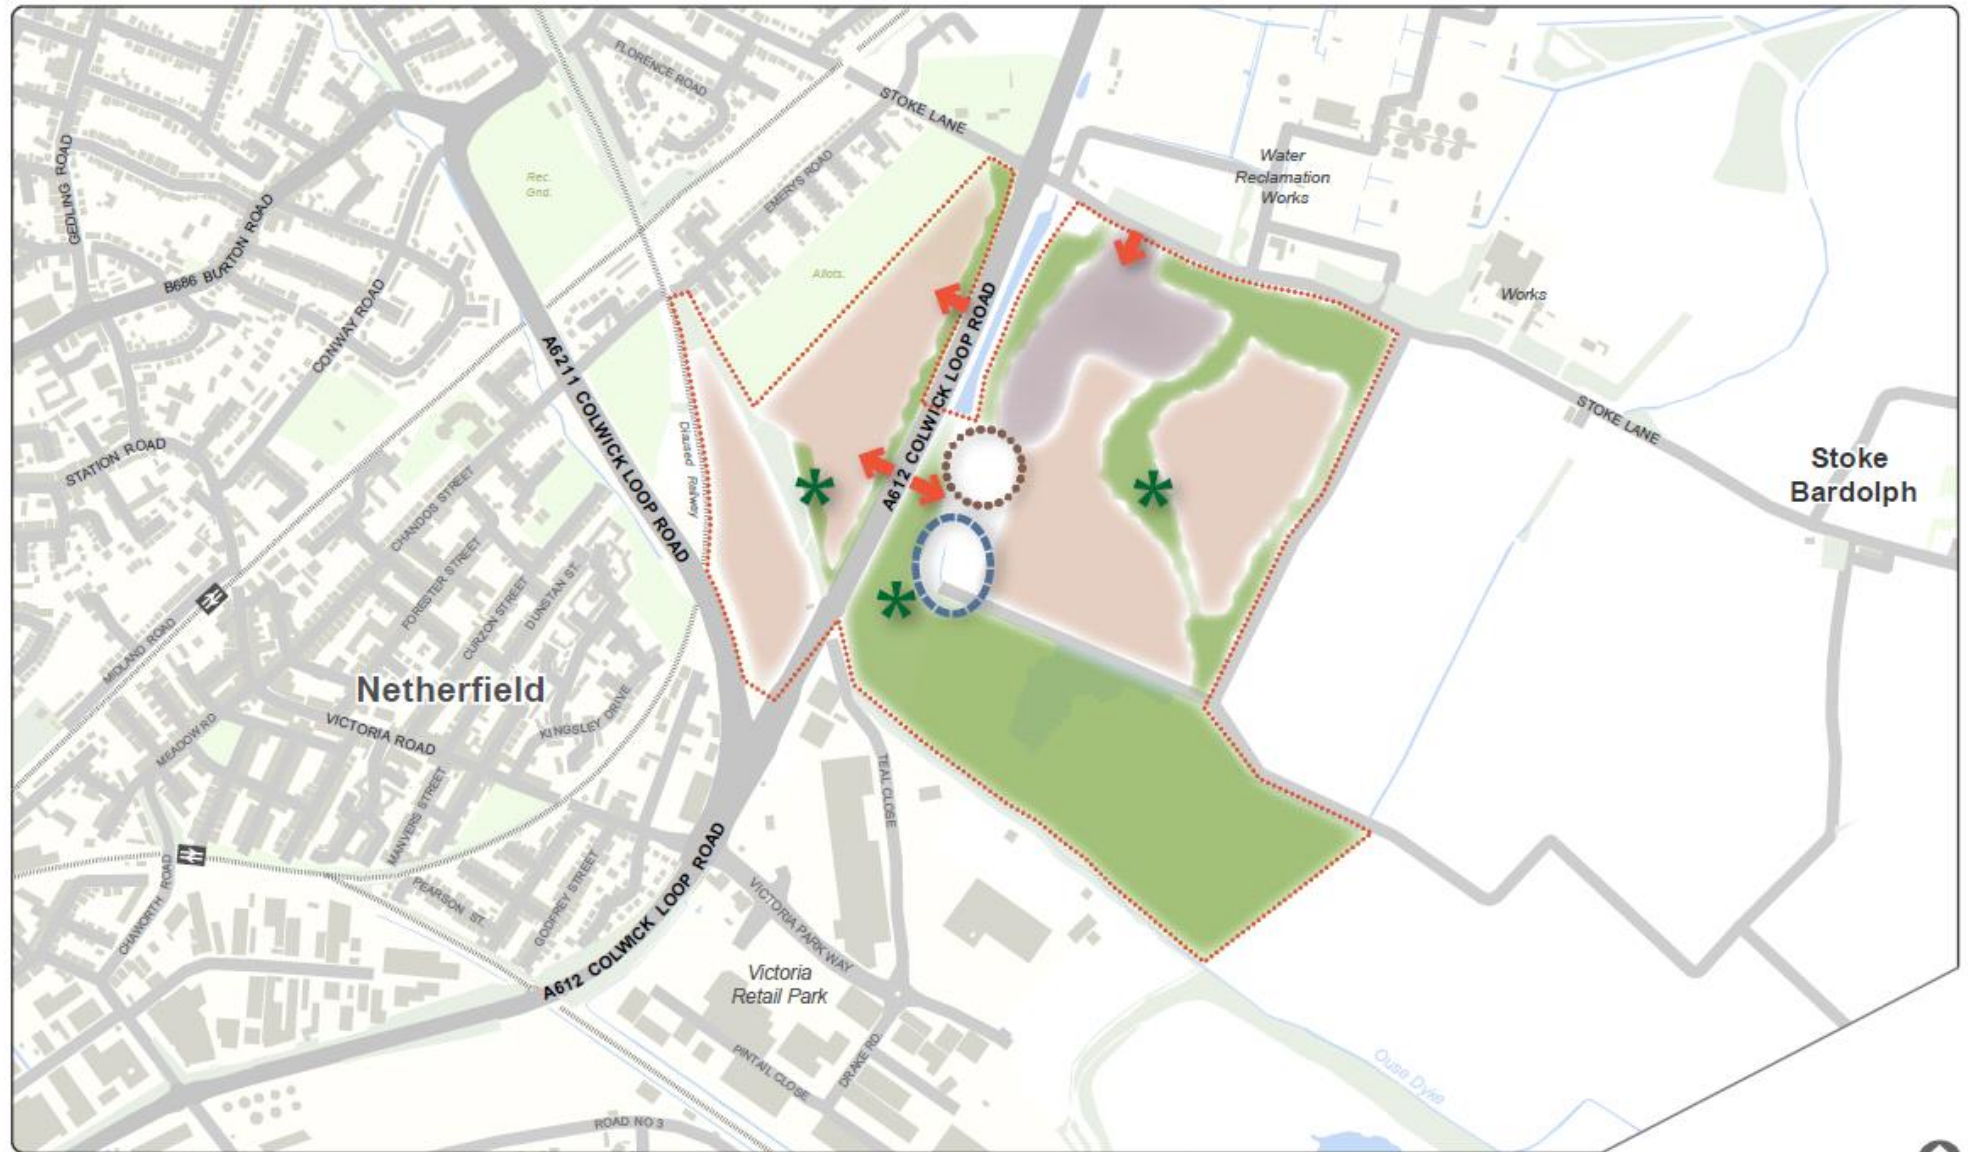 FLORENCE ROAD
STOKE LANE
GEDLING ROAD
Rec.
Gnd.
EMERYS ROAD
Water
Reclamation
Works
B686 BURTON ROAD
Allots.
Works
CONWAY ROAD
A6211 COLWICK LOOP ROAD
A612 COLWICK LOOP ROAD
A612 COLWICK LOOP ROAD
STOKE LANE
STATION ROAD
Disused Railway
Stoke
Bardolph
CHANDOS STREET
FORESTER STREET
CURZON STREET
DUNSTAN ST.
MIDLAND ROAD
Netherfield
MEADOW RD
VICTORIA ROAD
KINGSLEY DRIVE
TEAL CLOSE
MANVERS STREET
CHAWORTH ROAD
PEARSON ST.
GODFREY STREET
A612 COLWICK LOOP ROAD
VICTORIA PARK WAY
Victoria
Retail Park
PINTAIL CLOSE
DRAKE RD.
Ouse Dyke
ROAD NO 3